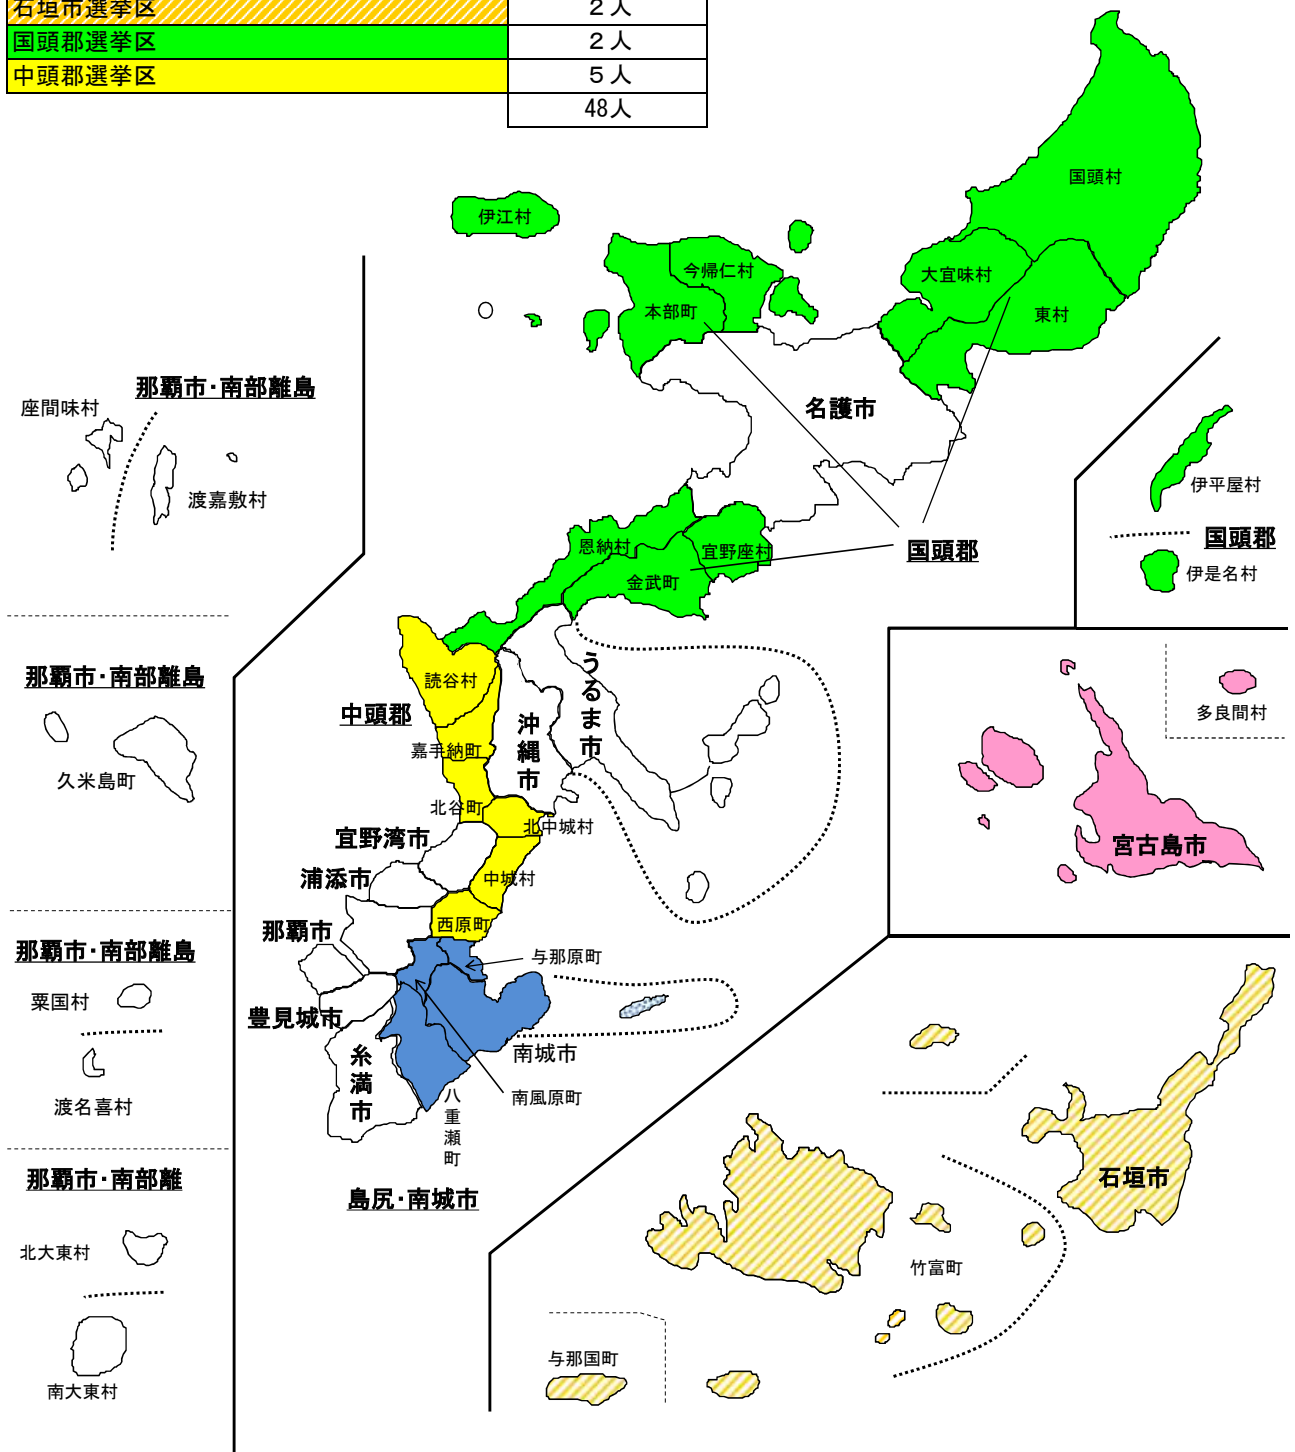 石垣市選挙区 2人
国頭郡選挙区 2人
中頭郡選挙区 5人
48人
国頭村
伊江村
今帰仁村
大宜味村
本部町
東村
那覇市・南部離島
座間味村
名護市
渡嘉敷村
伊平屋村
恩納村
宜野座村
国頭郡
国頭郡
金武町
伊是名村
那覇市・南部離島
読谷村
うるま市
中頭郡
沖縄市
多良間村
嘉手納町
久米島町
北谷町
北中城村
宜野湾市
宮古島市
浦添市
中城村
那覇市
西原町
那覇市・南部離島
与那原町
粟国村
豊見城市
南城市
糸満市
渡名喜村
南風原町
八重瀬町
那覇市・南部離
島尻・南城市
石垣市
北大東村
竹富町
与那国町
南大東村